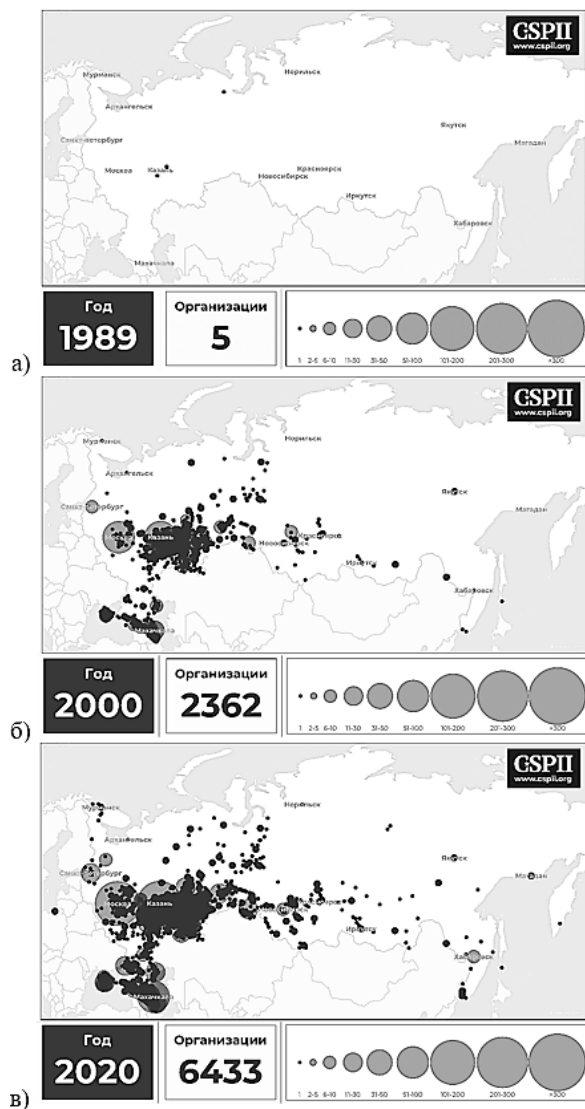 CSPII
www.cspii.org
Мурманск
Норильск
Архангельск
Санкт-петербург
Якутск
Магадан
Москва
Казань
Красноярск
Новосибирск
Иркутск
Хабаровск
Махачкала
Год
1989
Организации
5
1 2-5 6-10 11-30 31-50 51-100 101-200 201-300 +300
а)
CSPII
www.cspii.org
Мурманск
Норильск
Архангельск
Санкт-петербург
Якутск
Магадан
Москва
Казань
Красноярск
Новосибирск
Иркутск
Хабаровск
Махачкала
Год
2000
Организации
2362
1 2-5 6-10 11-30 31-50 51-100 101-200 201-300 +300
б)
CSPII
www.cspii.org
Мурманск
Норильск
Архангельск
Санкт-петербург
Якутск
Магадан
Москва
Казань
Иркутск
Хабаровск
Махачкала
Год
2020
Организации
6433
1 2-5 6-10 11-30 31-50 51-100 101-200 201-300 +300
в)